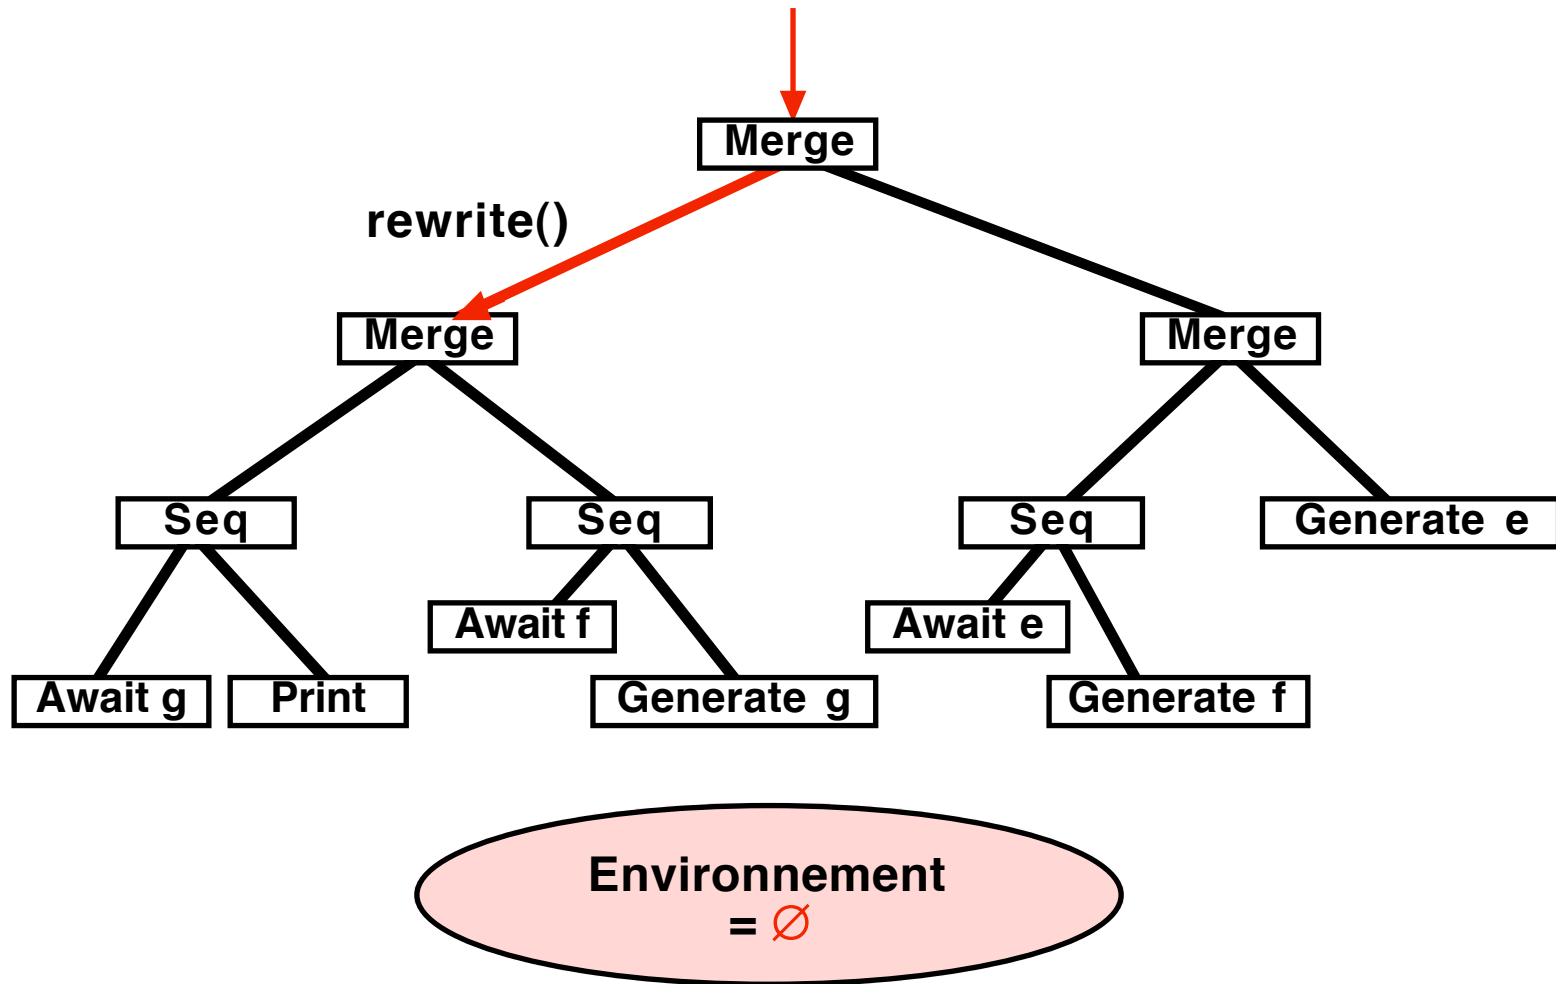 Merge
rewrite()
Merge
Merge
Seq
Seq
Seq
Generate e
Await f
Await e
Await g
Print
Generate g
Generate f
Environnement
= ∅